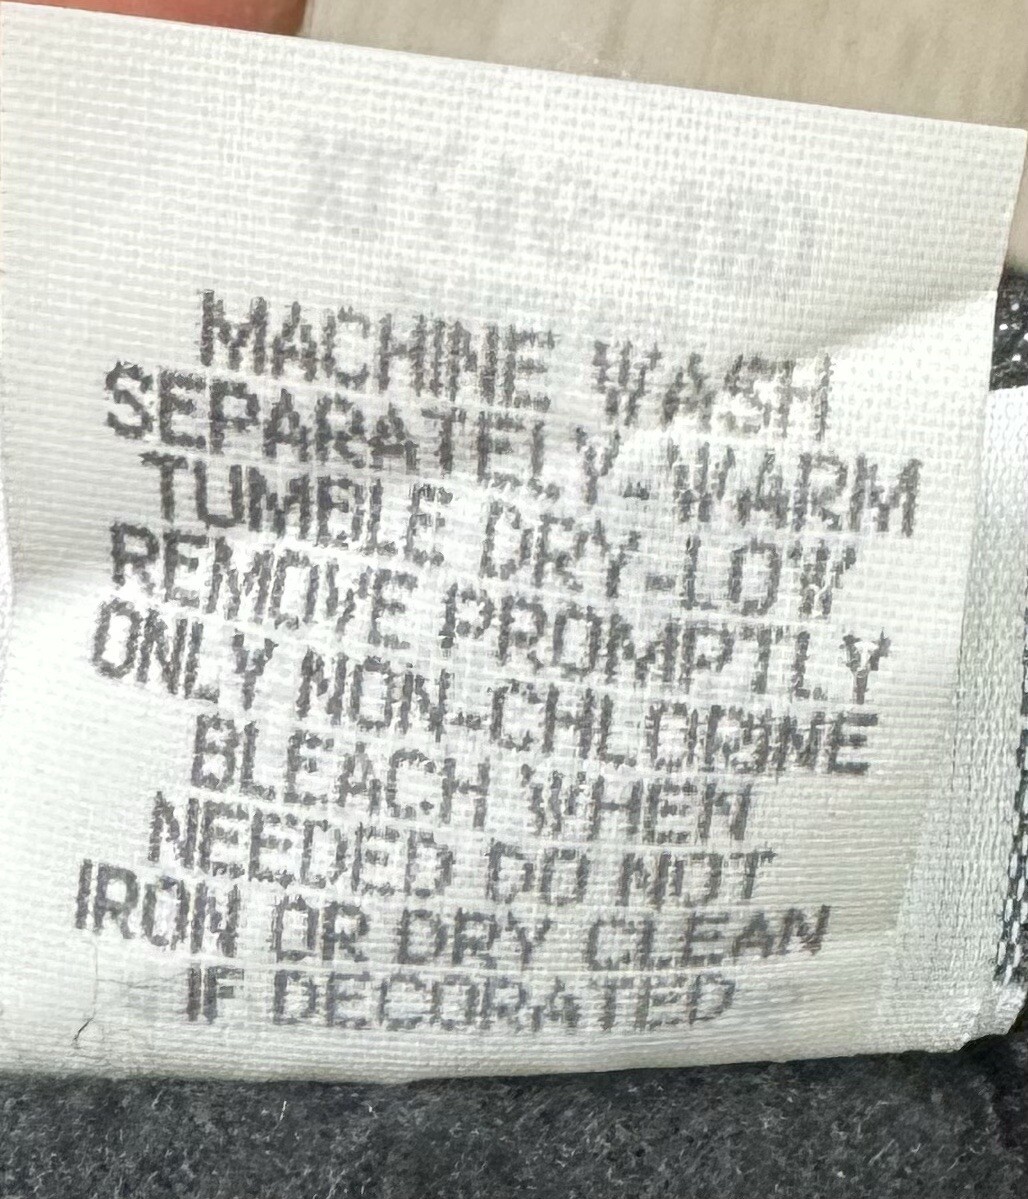 MACHINE WASH
SEPARATELY-WARM
TUMBLE DRY-LOW
REMOVE PROMPTLY
ONLY NON-CHLORINE
BLEACH WHEN
NEEDED DO NOT
IRON OR DRY CLEAN
IF DECORATED